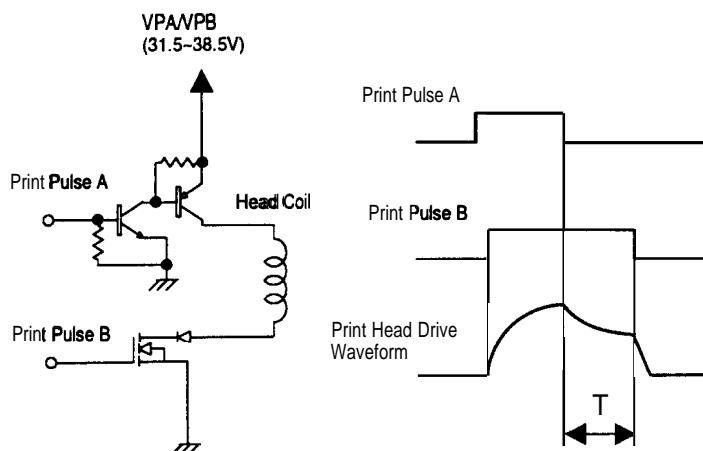 VPA/VPB
(31.5~38.5V)
Print Pulse A
Head Coil
Print Pulse B
Print Pulse A
Print Pulse B
Print Head Drive
Waveform
T